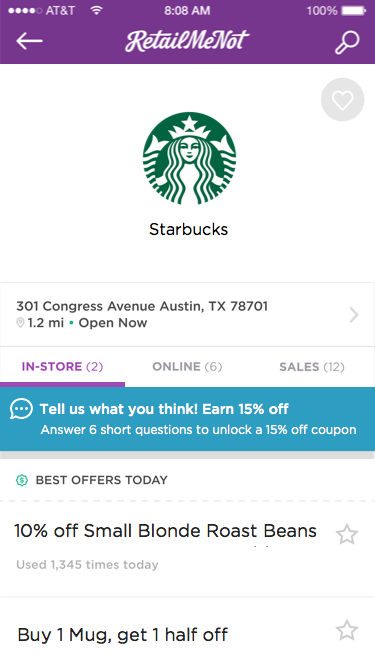 AT&T 8:08 AM 100%
RetailMeNot
Starbucks
301 Congress Avenue Austin, TX 78701
1.2 mi • Open Now
IN-STORE (2) ONLINE (6) SALES (12)
Tell us what you think! Earn 15% off
Answer 6 short questions to unlock a 15% off coupon
BEST OFFERS TODAY
10% off Small Blonde Roast Beans
Used 1,345 times today
Buy 1 Mug, get 1 half off